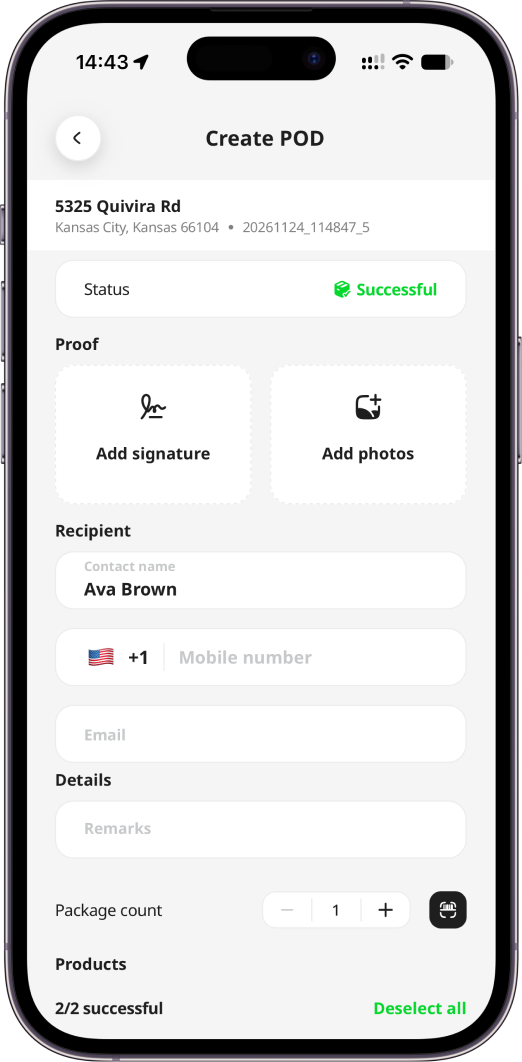 14:43
Create POD
5325 Quivira Rd
Kansas City, Kansas 66104 • 20261124_114847_5
Status Successful
Proof
Add signature Add photos
Recipient
Contact name
Ava Brown
+1 Mobile number
Email
Details
Remarks
Package count 1
Products
2/2 successful Deselect all